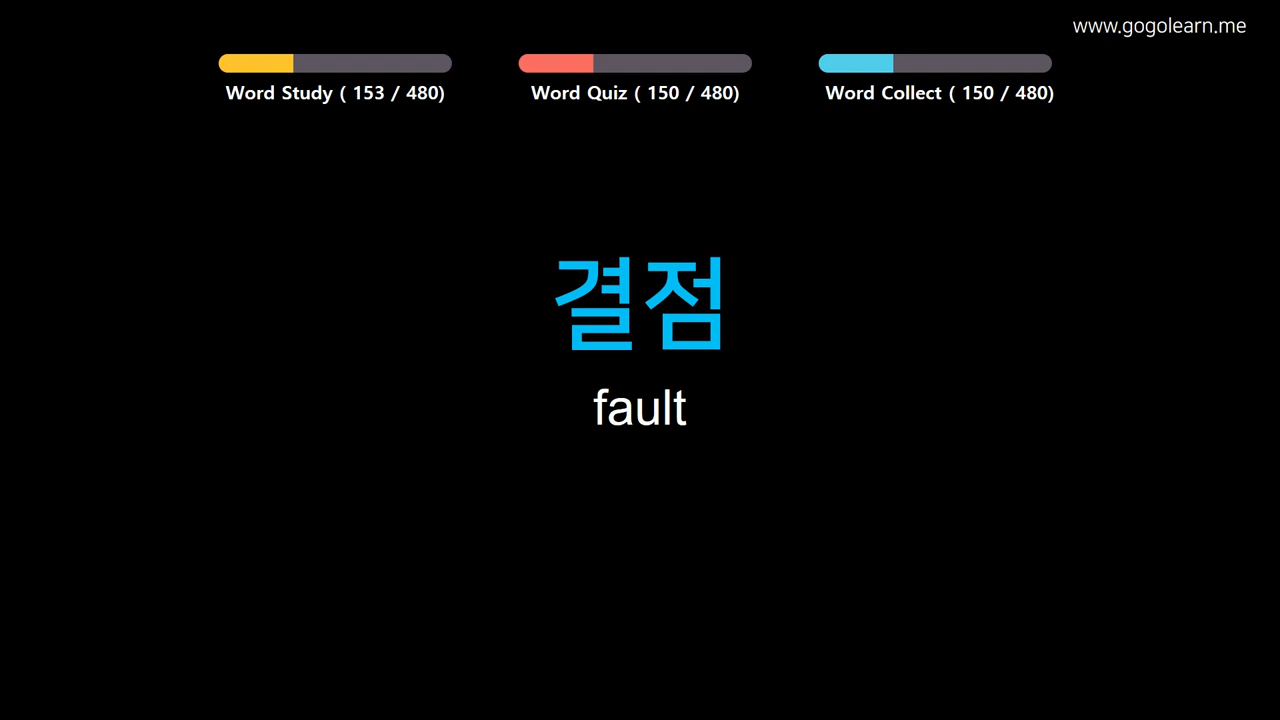 www.gogolearn.me
Word Study ( 153 / 480)
Word Quiz ( 150 / 480)
Word Collect ( 150 / 480)
결점
fault